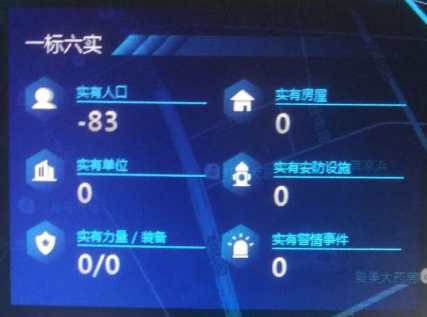 一标六实
实有人口
-83
实有房屋
0
实有单位
0
实有安防设施
0
实有力量 / 装备
0/0
实有警情事件
0
复美大药房